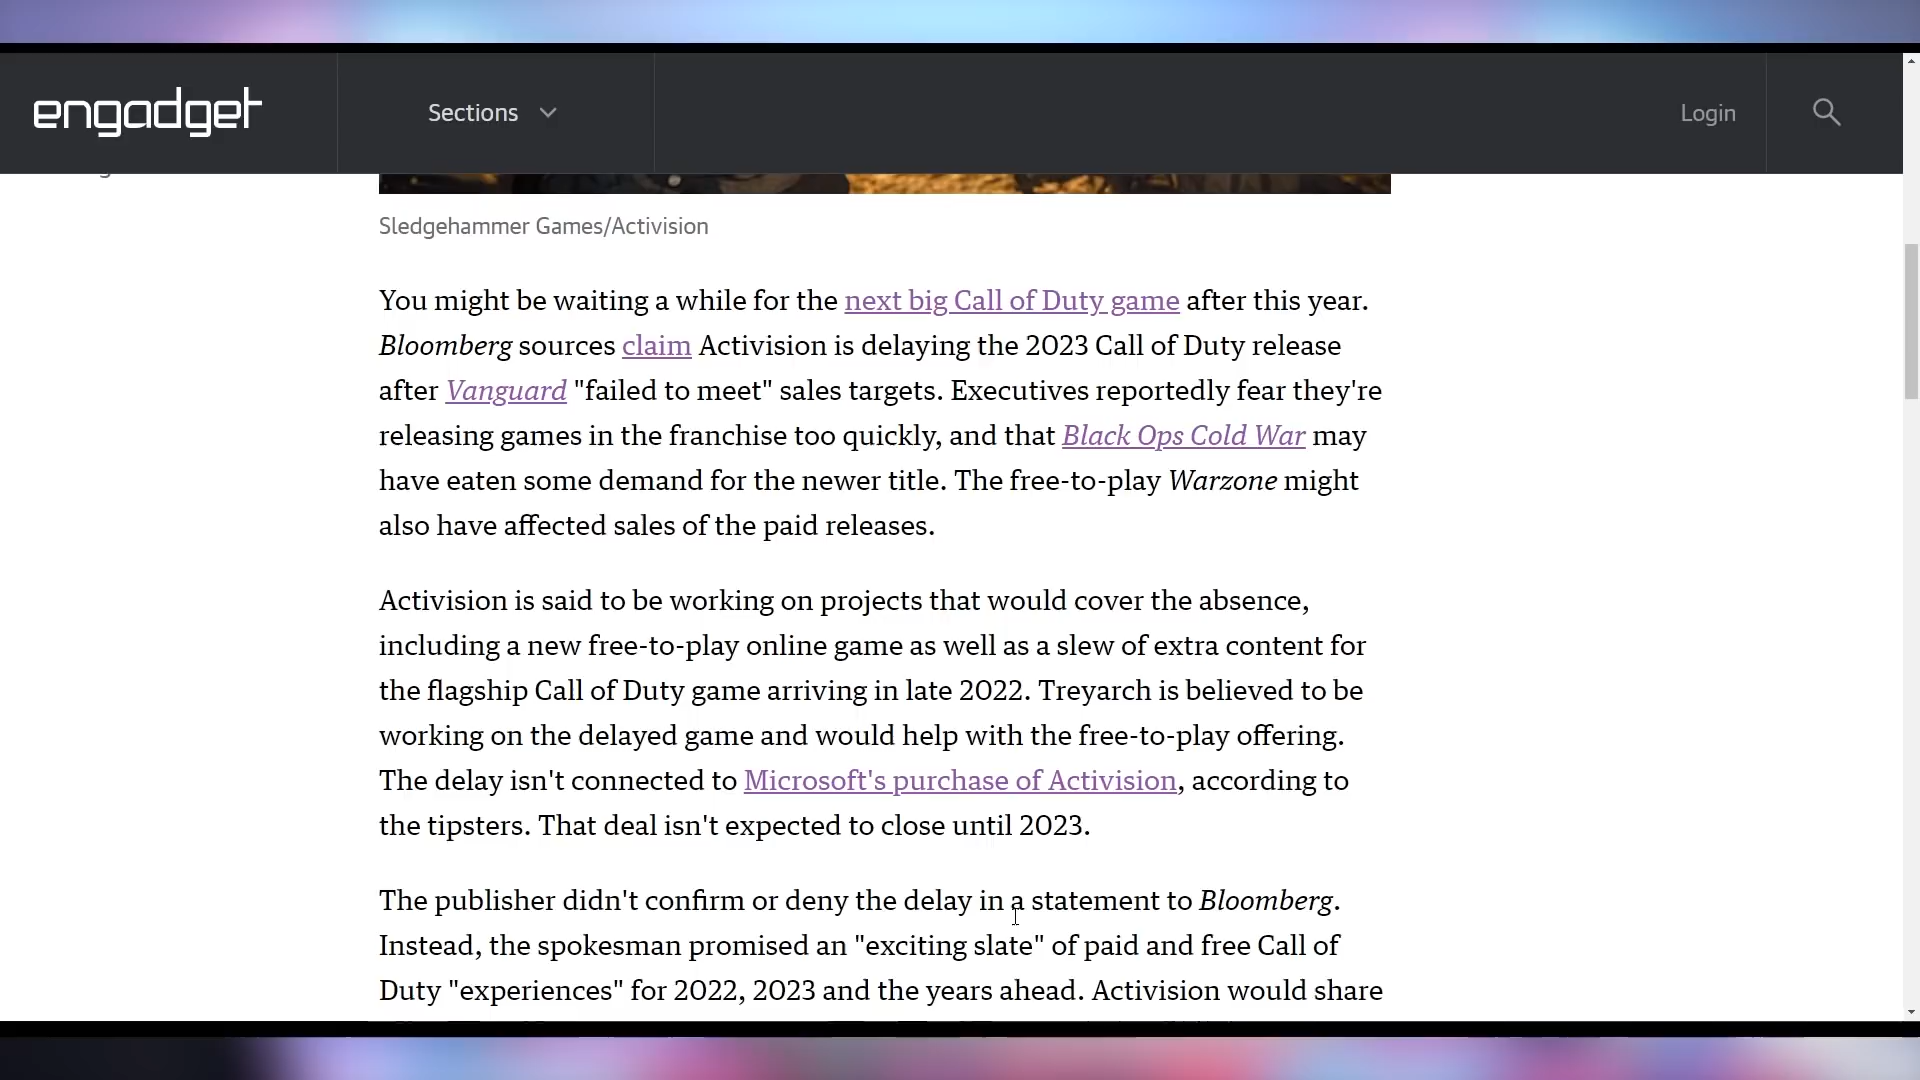 engadget
Sections
Login
Sledgehammer Games/Activision
You might be waiting a while for the next big Call of Duty game after this year.
Bloomberg sources claim Activision is delaying the 2023 Call of Duty release
after Vanguard "failed to meet" sales targets. Executives reportedly fear they're
releasing games in the franchise too quickly, and that Black Ops Cold War may
have eaten some demand for the newer title. The free-to-play Warzone might
also have affected sales of the paid releases.
Activision is said to be working on projects that would cover the absence,
including a new free-to-play online game as well as a slew of extra content for
the flagship Call of Duty game arriving in late 2022. Treyarch is believed to be
working on the delayed game and would help with the free-to-play offering.
The delay isn't connected to Microsoft's purchase of Activision, according to
the tipsters. That deal isn't expected to close until 2023.
The publisher didn't confirm or deny the delay in a statement to Bloomberg.
Instead, the spokesman promised an "exciting slate" of paid and free Call of
Duty "experiences" for 2022, 2023 and the years ahead. Activision would share